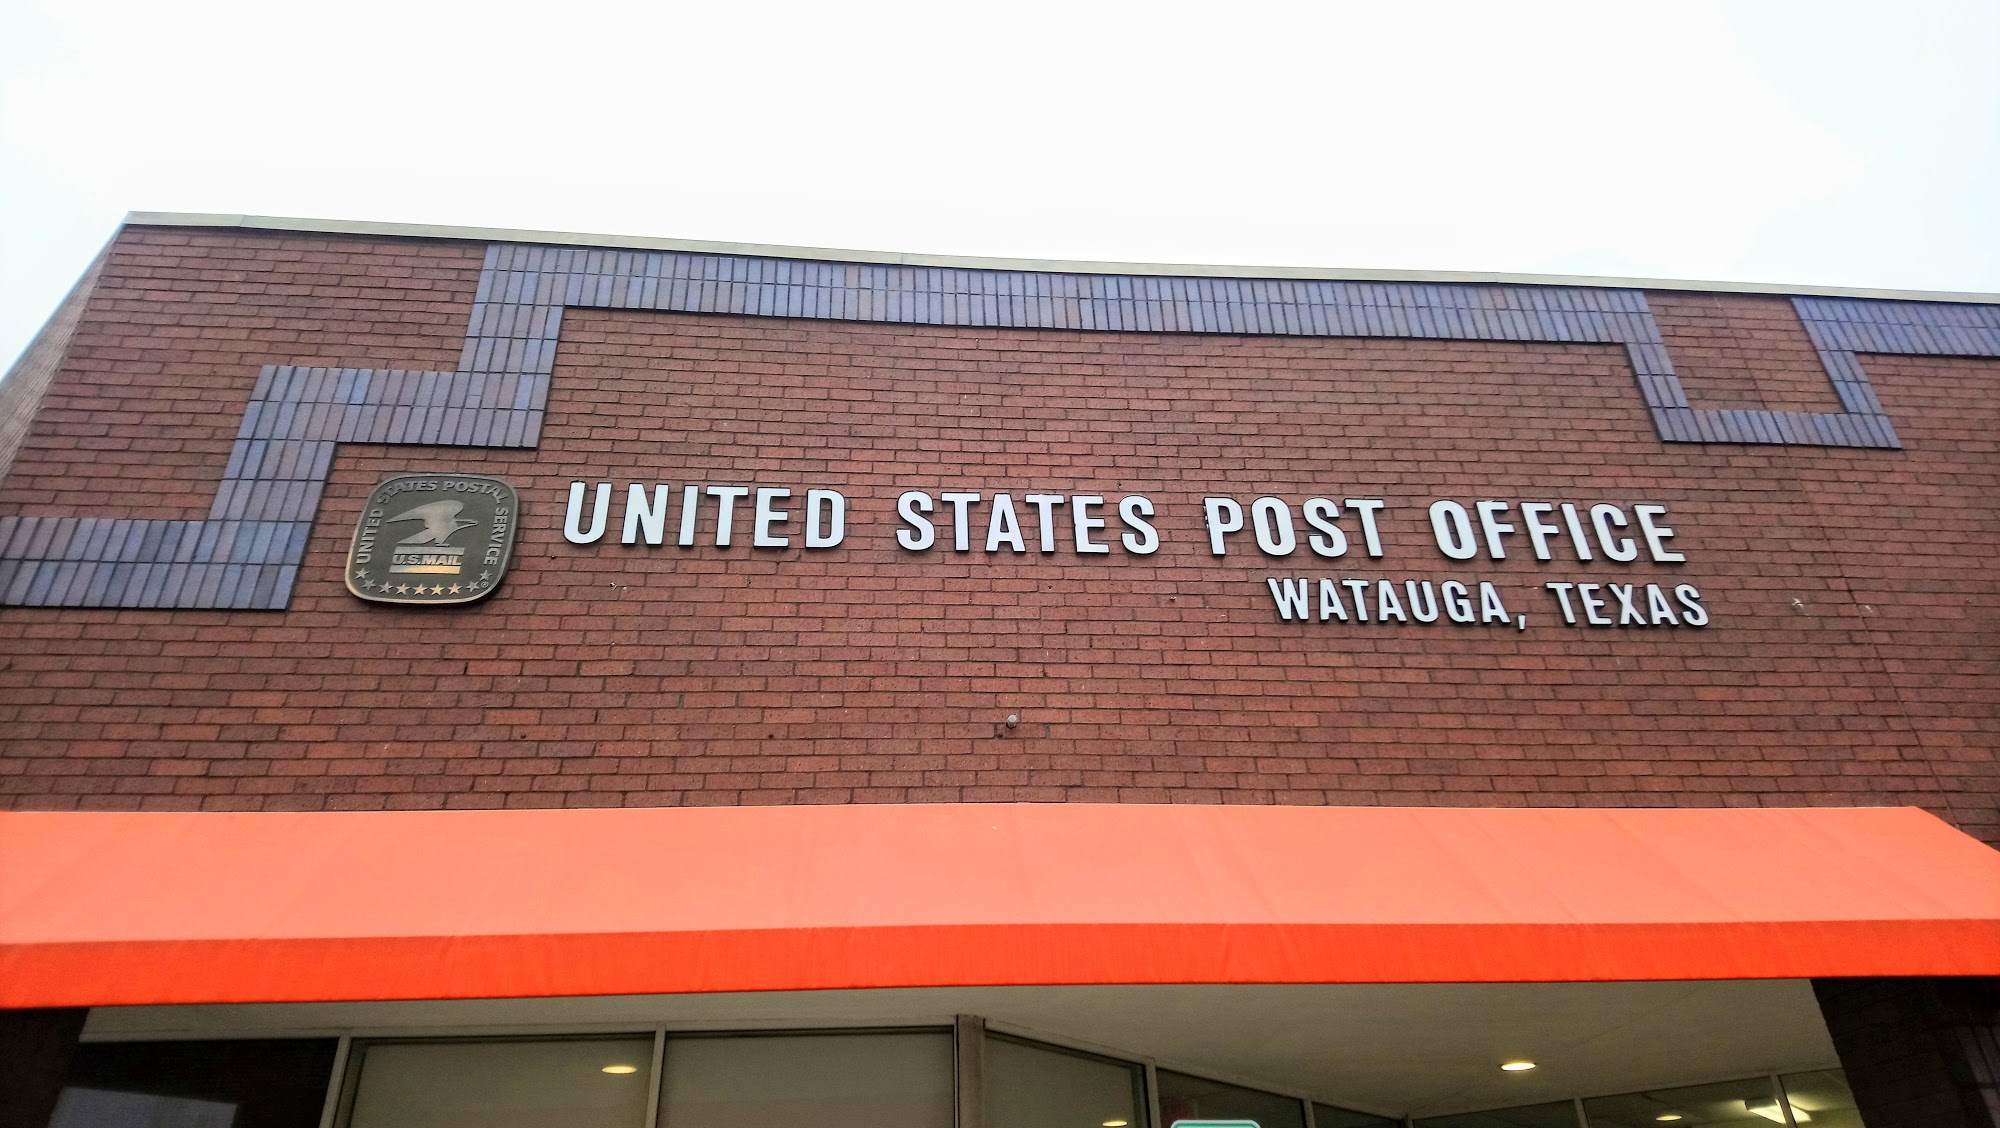 UNITED STATES POSTAL SERVICE
U.S.MAIL
®
UNITED STATES POST OFFICE
WATAUGA, TEXAS